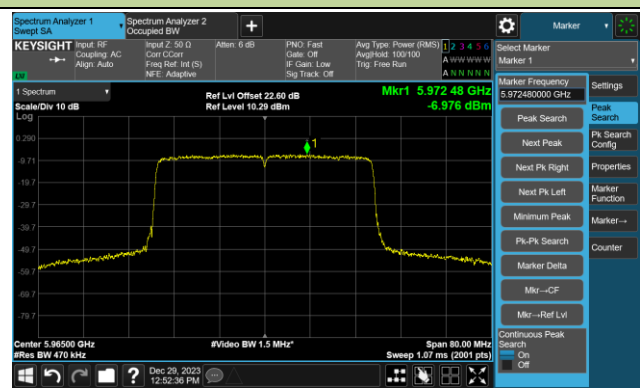 Spectrum Analyzer 1
Swept SA
Spectrum Analyzer 2
Occupied BW
+
Marker
KEYSIGHT
Input: RF
Coupling: AC
Align: Auto
Input Z: 50 Ω
Corr CCorr
Freq Ref: Int (S)
NFE: Adaptive
Atten: 6 dB
PNO: Fast
Gate: Off
IF Gain: Low
Sig Track: Off
Avg Type: Power (RMS)
Avg|Hold: 100/100
Trig: Free Run
1 2 3 4 5 6
A W W W W W
A N N N N N
LW
Select Marker
Marker 1
1 Spectrum
Scale/Div 10 dB
Log
Ref Lvl Offset 22.60 dB
Ref Level 10.29 dBm
Mkr1 5.972 48 GHz
-6.976 dBm
0.290
-9.71
-19.7
-29.7
-39.7
-49.7
-59.7
-69.7
-79.7
1
Center 5.96500 GHz
#Res BW 470 kHz
#Video BW 1.5 MHz*
Span 80.00 MHz
Sweep 1.07 ms (2001 pts)
Marker Frequency
5.972480000 GHz
Peak Search
Next Peak
Next Pk Right
Next Pk Left
Minimum Peak
Pk-Pk Search
Marker Delta
Mkr→CF
Mkr→Ref Lvl
Continuous Peak
Search
On
Off
Settings
Peak
Search
Pk Search
Config
Properties
Marker
Function
Marker→
Counter
?
Dec 29, 2023
12:52:36 PM